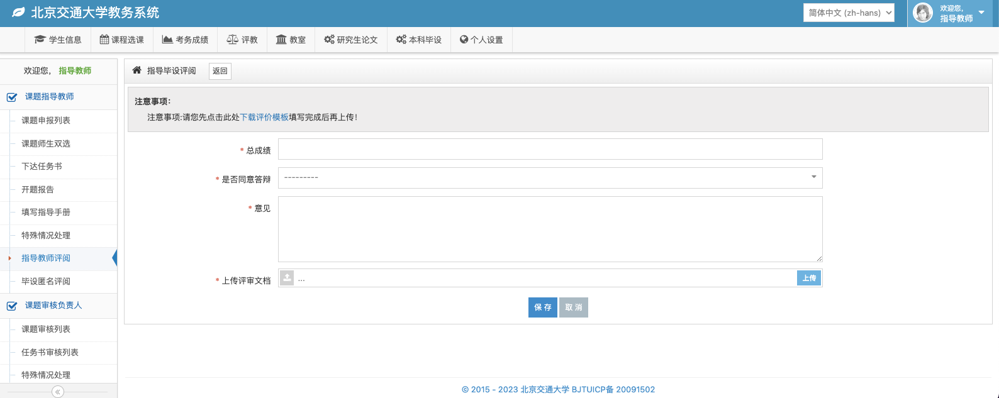 北京交通大学教务系统
简体中文 (zh-hans)
欢迎您,
指导教师
学生信息
课程选课
考务成绩
评教
教室
研究生论文
本科毕设
个人设置
欢迎您, 指导教师
课题指导教师
课题申报列表
课题师生双选
下达任务书
开题报告
填写指导手册
特殊情况处理
指导教师评阅
毕设匿名评阅
课题审核负责人
课题审核列表
任务书审核列表
特殊情况处理
指导毕设评阅 返回
注意事项：
注意事项:请您先点击此处下载评价模板填写完成后再上传！
* 总成绩
* 是否同意答辩 ---------
* 意见
* 上传评审文档 ... 上传
保 存 取 消
© 2015 - 2023 北京交通大学 BJTUICP备 20091502